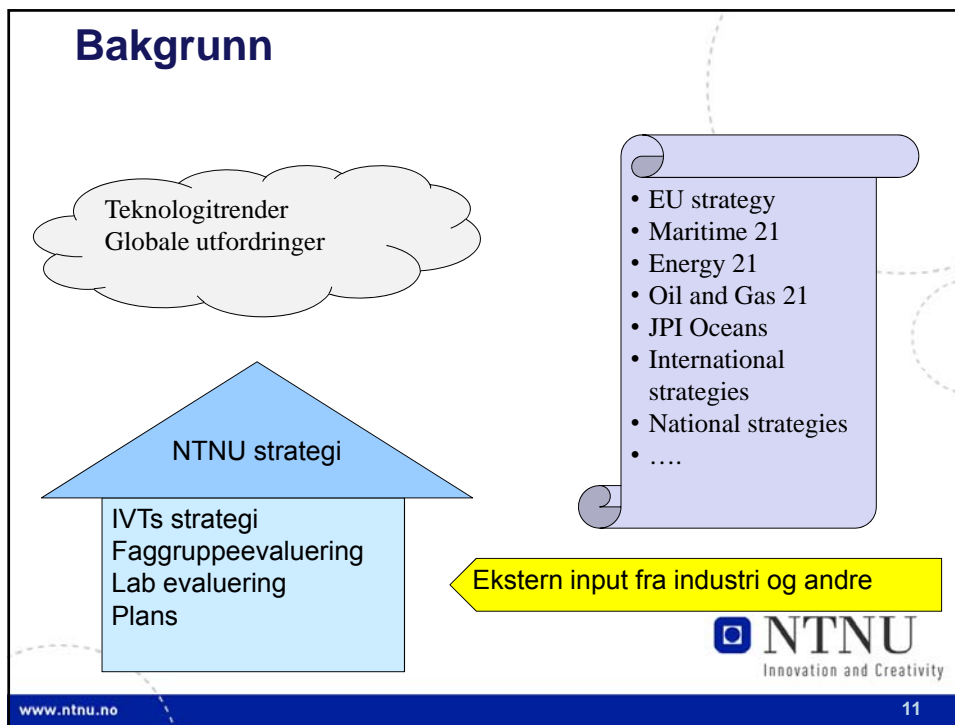 Bakgrunn
Teknologitrender
Globale utfordringer
• EU strategy
• Maritime 21
• Energy 21
• Oil and Gas 21
• JPI Oceans
• International
strategies
• National strategies
• ….
NTNU strategi
IVTs strategi
Faggruppeevaluering
Lab evaluering
Plans
Ekstern input fra industri og andre
NTNU
Innovation and Creativity
www.ntnu.no
11